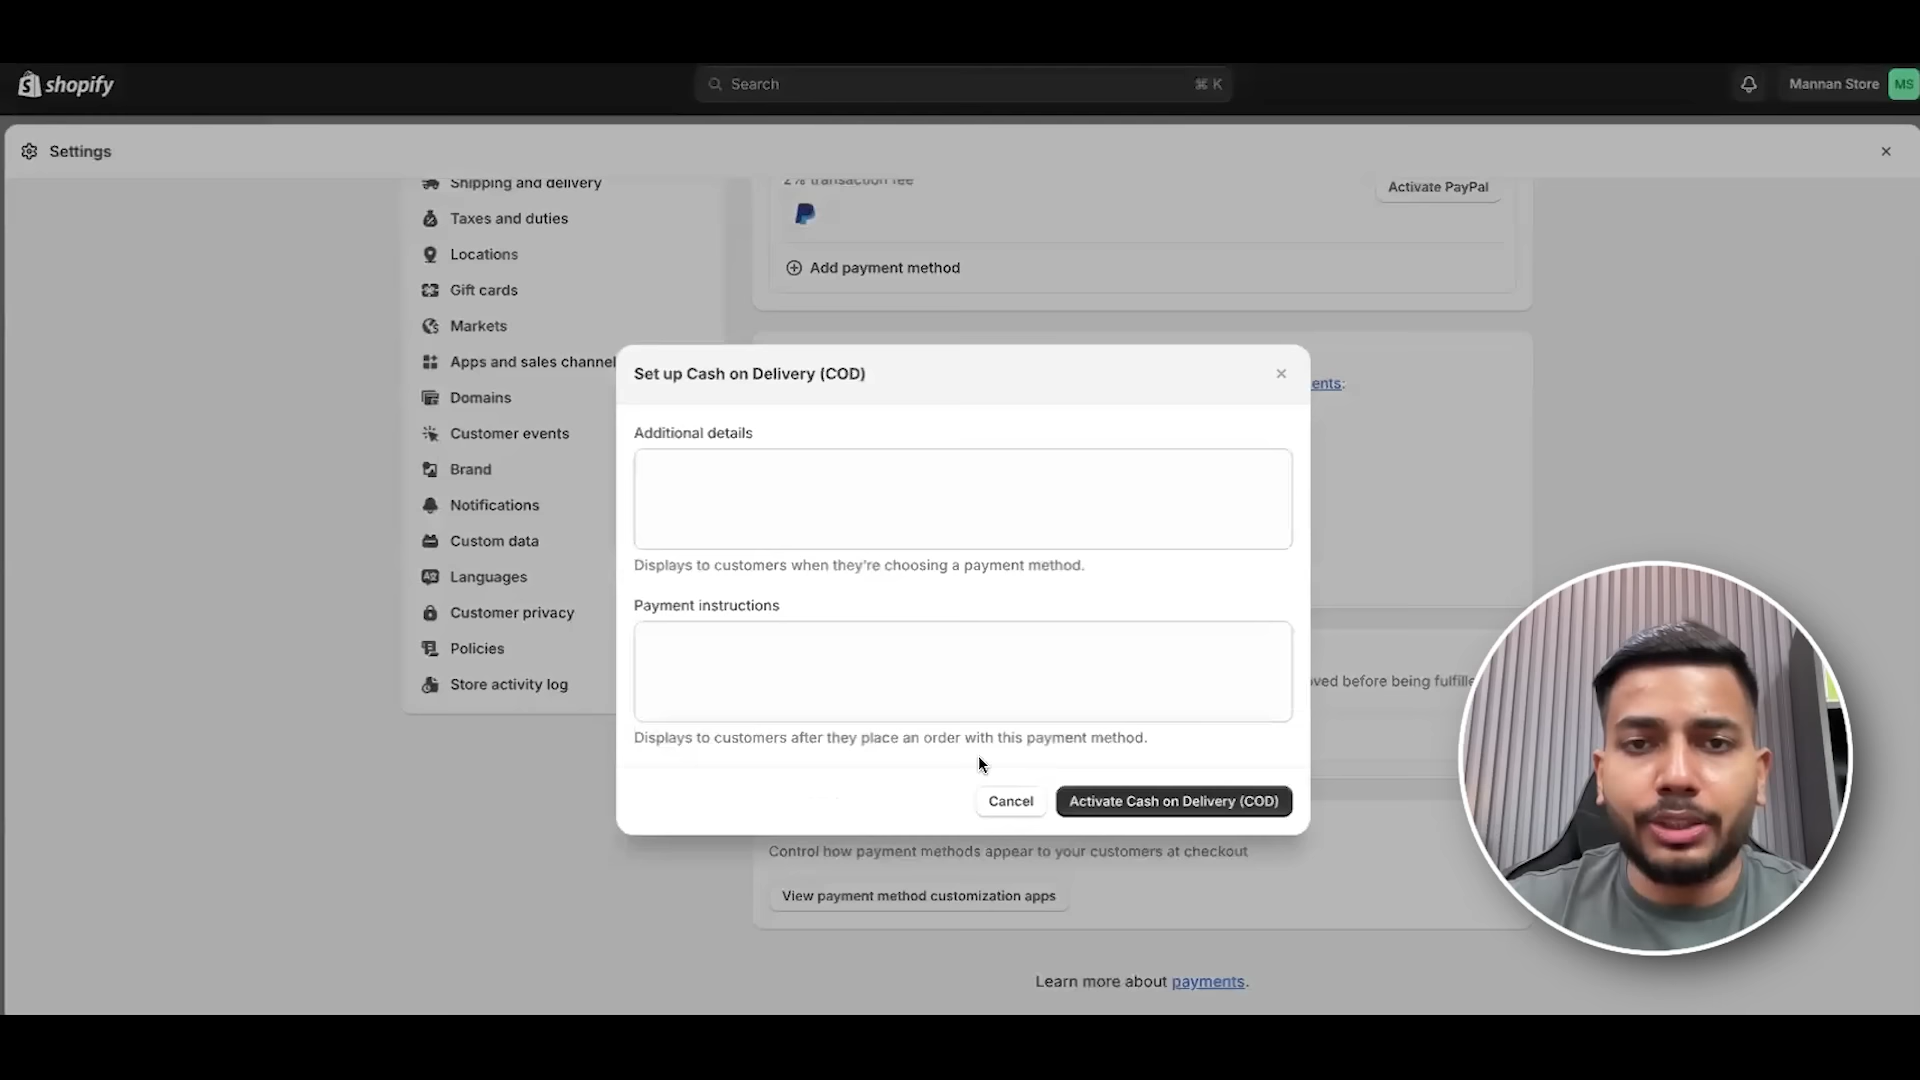 shopify
Search
⌘ K
Mannan Store
MS
Settings
Shipping and delivery
Taxes and duties
Locations
Gift cards
Markets
Apps and sales channel
Domains
Customer events
Brand
Notifications
Custom data
Languages
Customer privacy
Policies
Store activity log
2% transaction fee
Activate PayPal
Add payment method
ents:
Set up Cash on Delivery (COD)
Additional details
Displays to customers when they're choosing a payment method.
Payment instructions
Displays to customers after they place an order with this payment method.
Cancel
Activate Cash on Delivery (COD)
oved before being fulfille
Control how payment methods appear to your customers at checkout
View payment method customization apps
Learn more about payments.